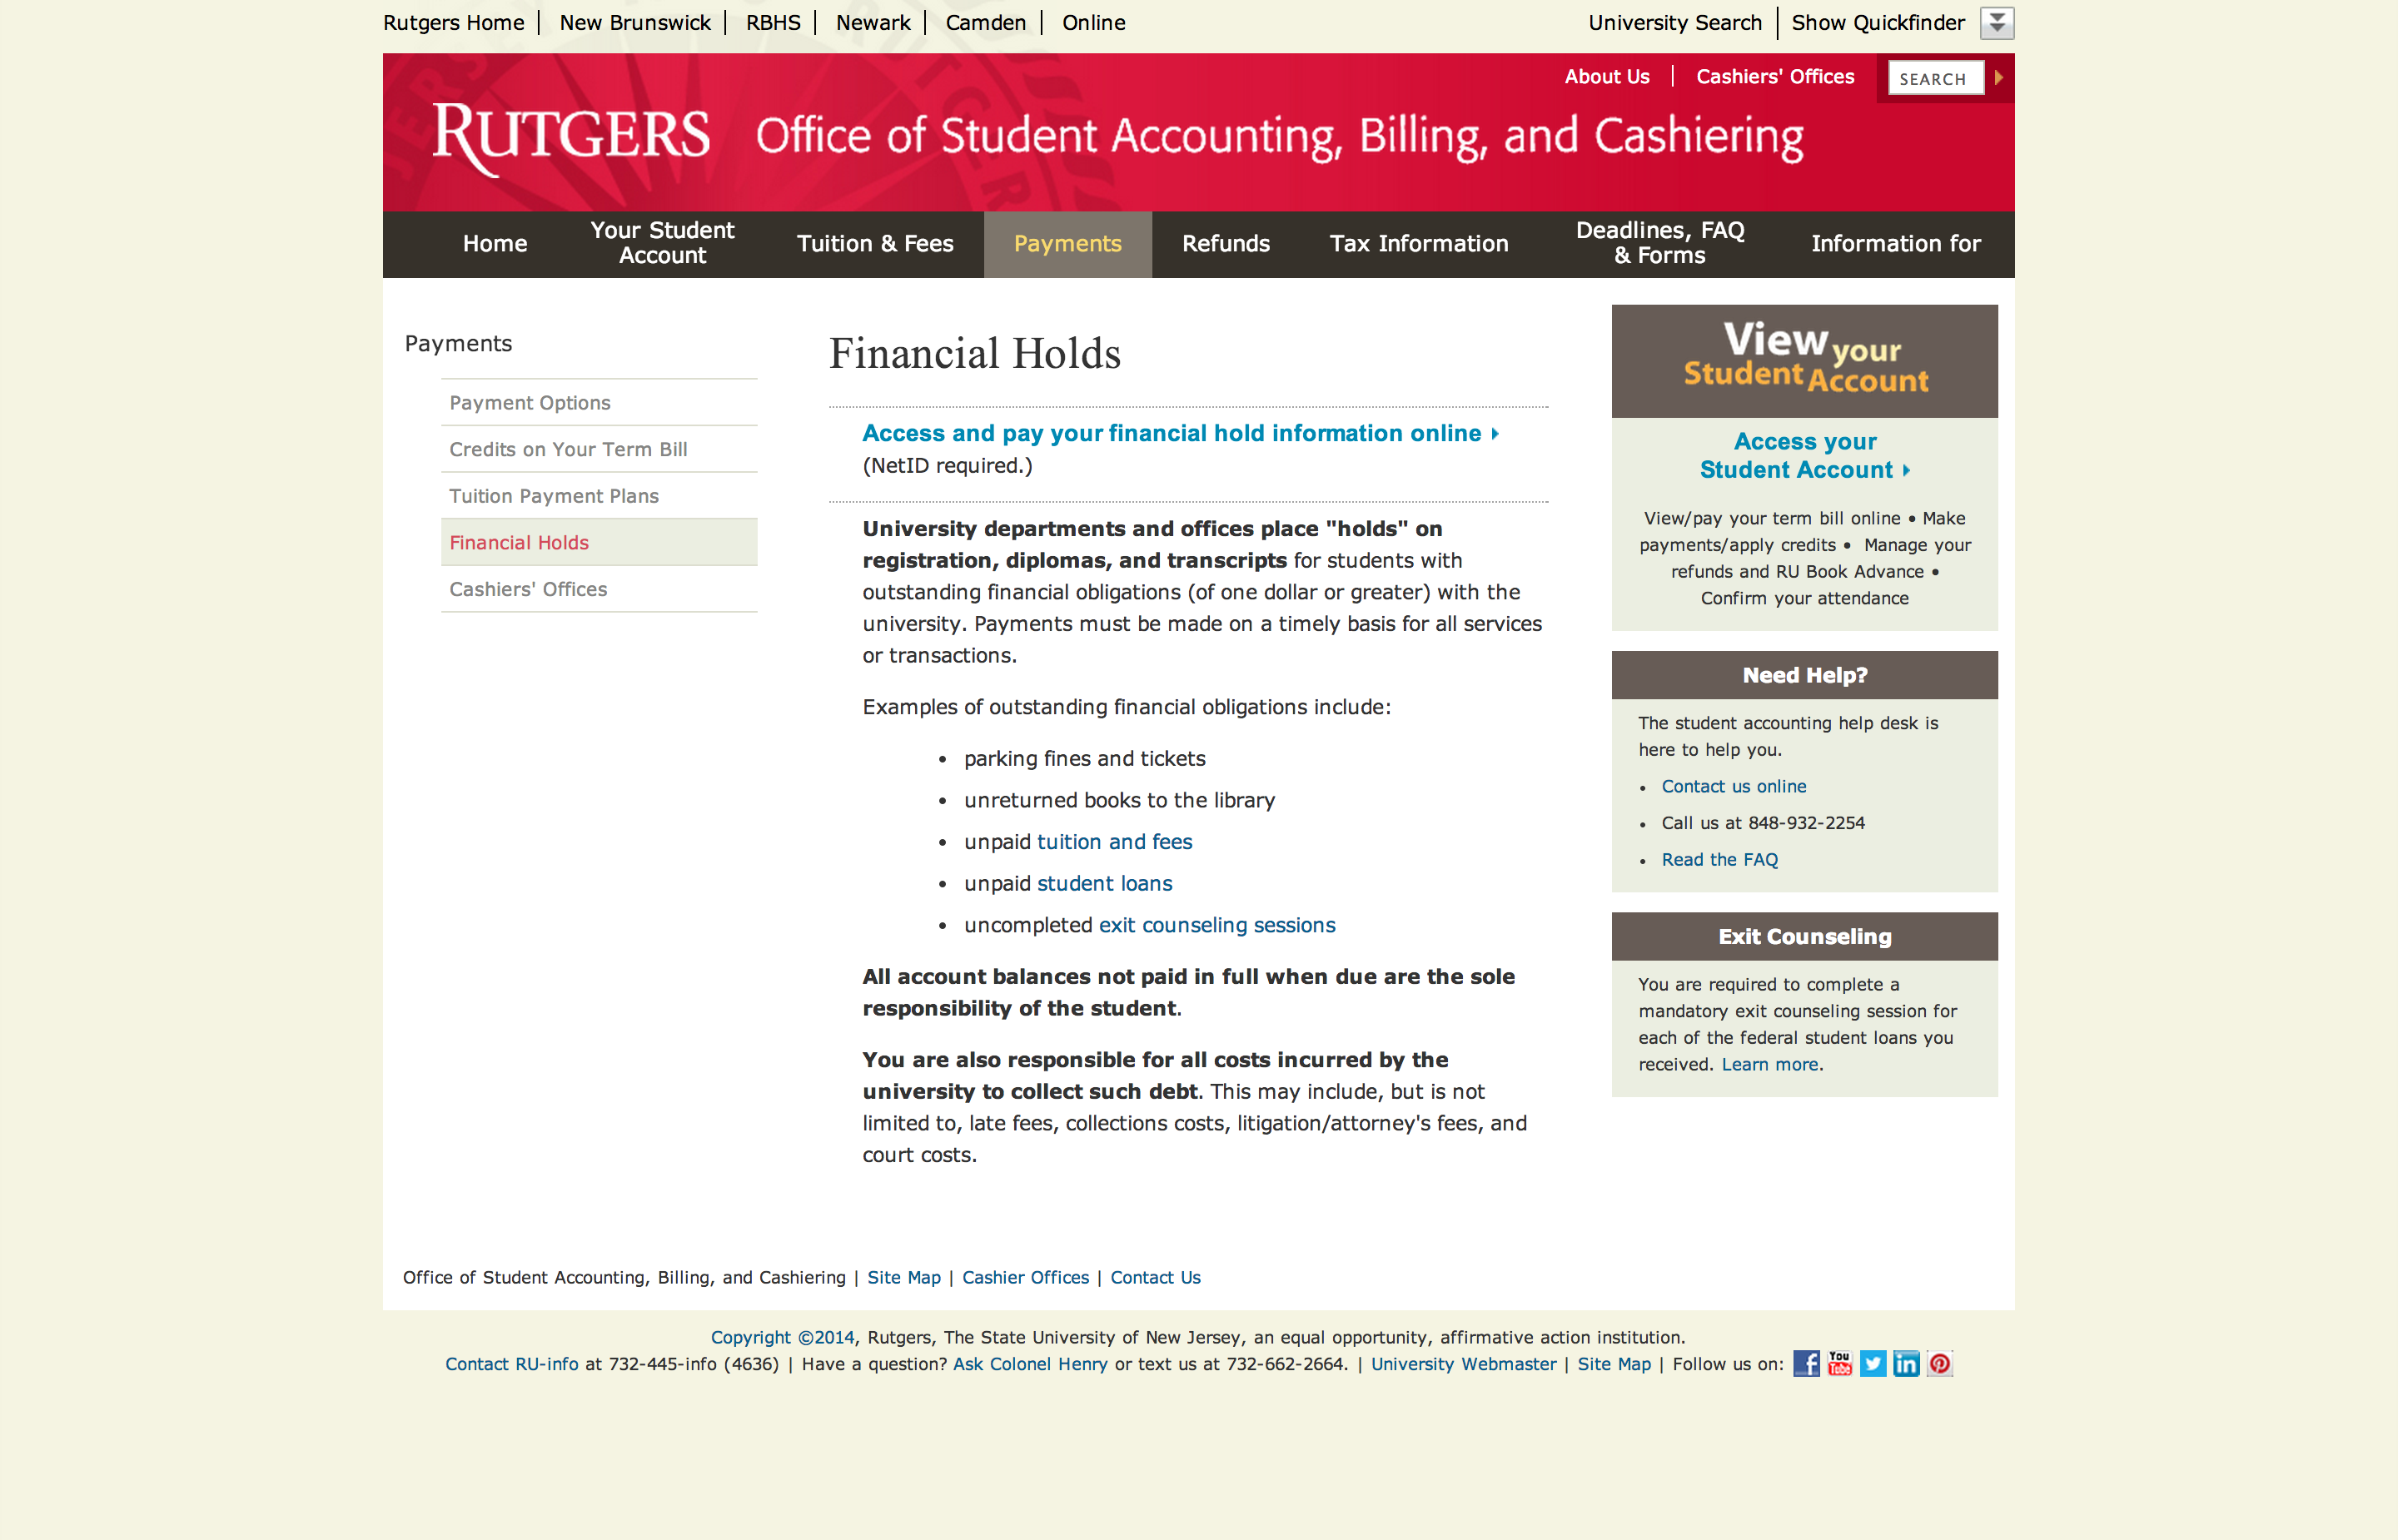 Rutgers Home | New Brunswick | RBHS | Newark | Camden | Online
University Search | Show Quickfinder
About Us | Cashiers' Offices
SEARCH
RUTGERS Office of Student Accounting, Billing, and Cashiering
Home
Your Student
Account
Tuition & Fees
Payments
Refunds
Tax Information
Deadlines, FAQ
& Forms
Information for
Payments
Payment Options
Credits on Your Term Bill
Tuition Payment Plans
Financial Holds
Cashiers' Offices
Financial Holds
Access and pay your financial hold information online
(NetID required.)
University departments and offices place "holds" on
registration, diplomas, and transcripts for students with
outstanding financial obligations (of one dollar or greater) with the
university. Payments must be made on a timely basis for all services
or transactions.
Examples of outstanding financial obligations include:
• parking fines and tickets
• unreturned books to the library
• unpaid tuition and fees
• unpaid student loans
• uncompleted exit counseling sessions
All account balances not paid in full when due are the sole
responsibility of the student.
You are also responsible for all costs incurred by the
university to collect such debt. This may include, but is not
limited to, late fees, collections costs, litigation/attorney's fees, and
court costs.
View your
Student Account
Access your
Student Account
View/pay your term bill online • Make
payments/apply credits • Manage your
refunds and RU Book Advance •
Confirm your attendance
Need Help?
The student accounting help desk is
here to help you.
• Contact us online
• Call us at 848-932-2254
• Read the FAQ
Exit Counseling
You are required to complete a
mandatory exit counseling session for
each of the federal student loans you
received. Learn more.
Office of Student Accounting, Billing, and Cashiering | Site Map | Cashier Offices | Contact Us
Copyright ©2014, Rutgers, The State University of New Jersey, an equal opportunity, affirmative action institution.
Contact RU-info at 732-445-info (4636) | Have a question? Ask Colonel Henry or text us at 732-662-2664. | University Webmaster | Site Map | Follow us on: f You Tube in